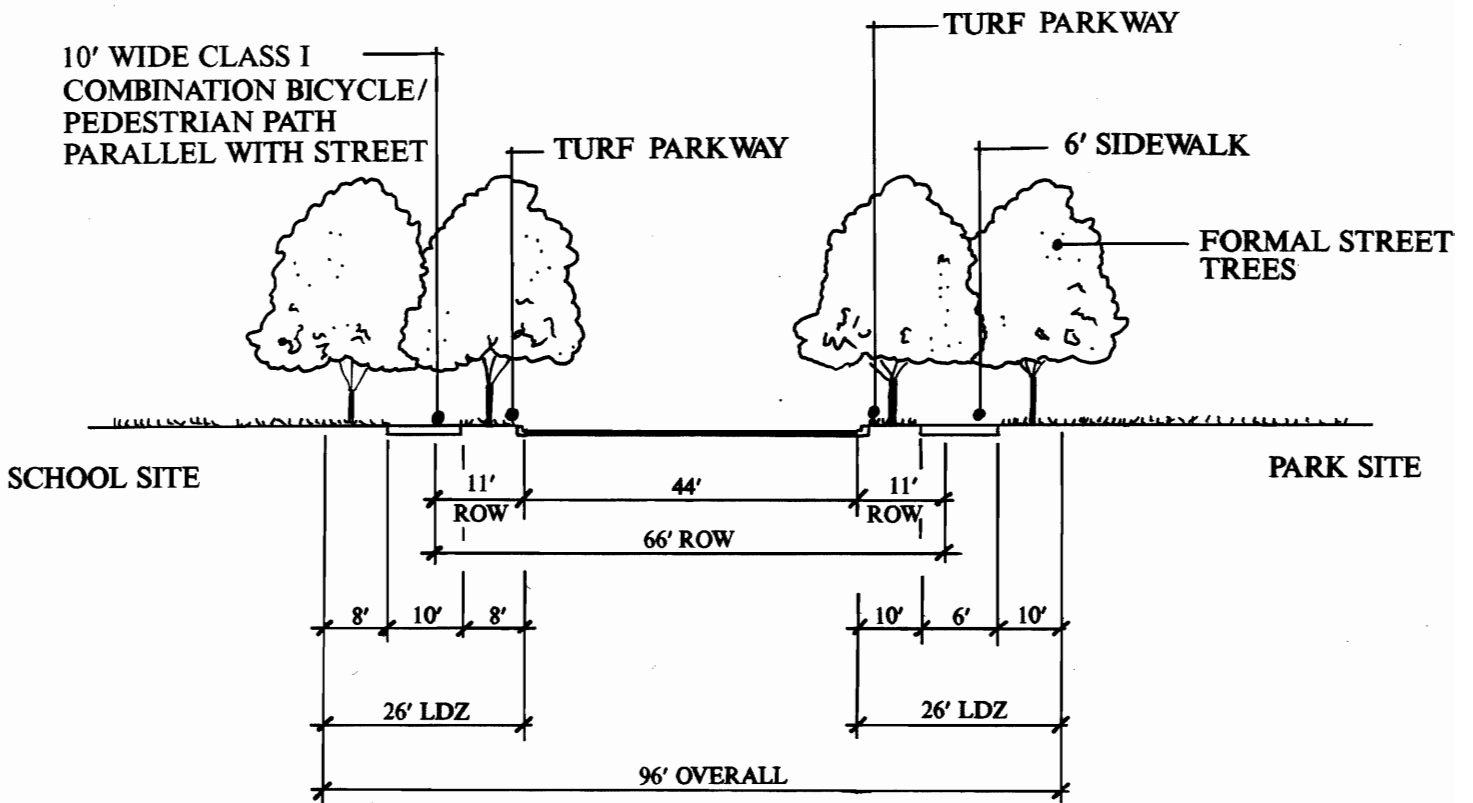 TURF PARKWAY
10' WIDE CLASS I
COMBINATION BICYCLE/
PEDESTRIAN PATH
PARALLEL WITH STREET
TURF PARKWAY
6' SIDEWALK
FORMAL STREET
TREES
SCHOOL SITE
PARK SITE
11'
ROW
44'
11'
ROW
66' ROW
8'
10'
8'
10'
6'
10'
26' LDZ
26' LDZ
96' OVERALL